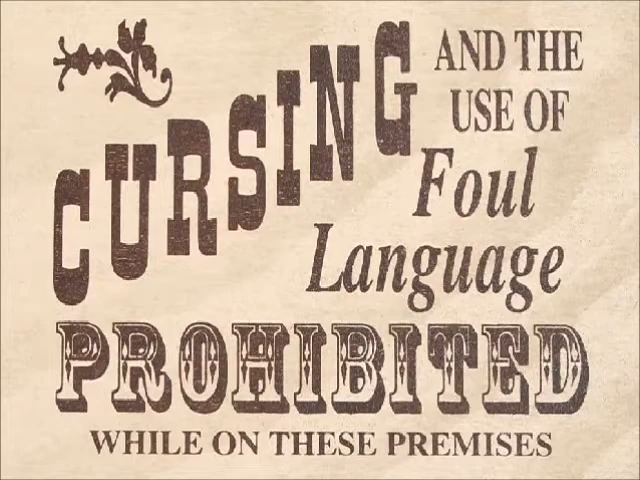 CURSING
AND THE
USE OF
Foul
Language
PROHIBITED
WHILE ON THESE PREMISES